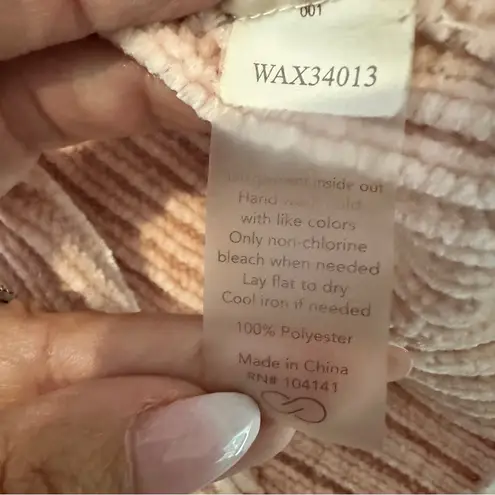 001
WAX34013
inside out
Hand
with like colors
Only non-chlorine
bleach when needed
Lay flat to dry
Cool iron if needed
100% Polyester
Made in China
RN# 104141